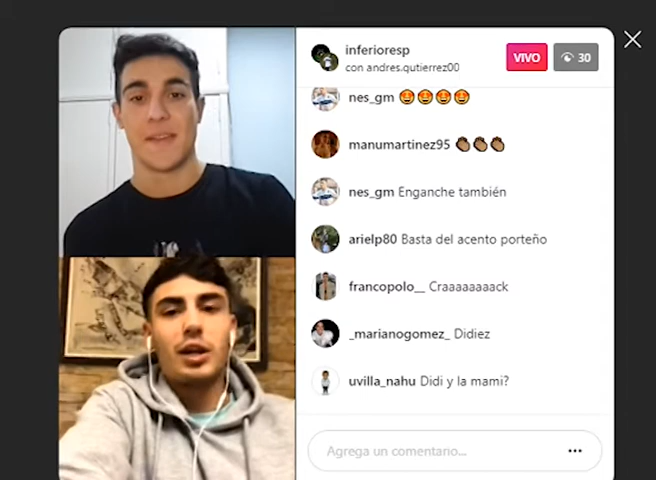 inferioresp
con andres.gutierrez00
VIVO
30
nes_gm 🤩🤩🤩🤩
manumartinez95 👏🏽👏🏽👏🏽
nes_gm Enganche también
arielp80 Basta del acento porteño
francopolo__ Craaaaaaaack
_marianogomez_ Didiez
uvilla_nahu Didi y la mami?
Agrega un comentario...